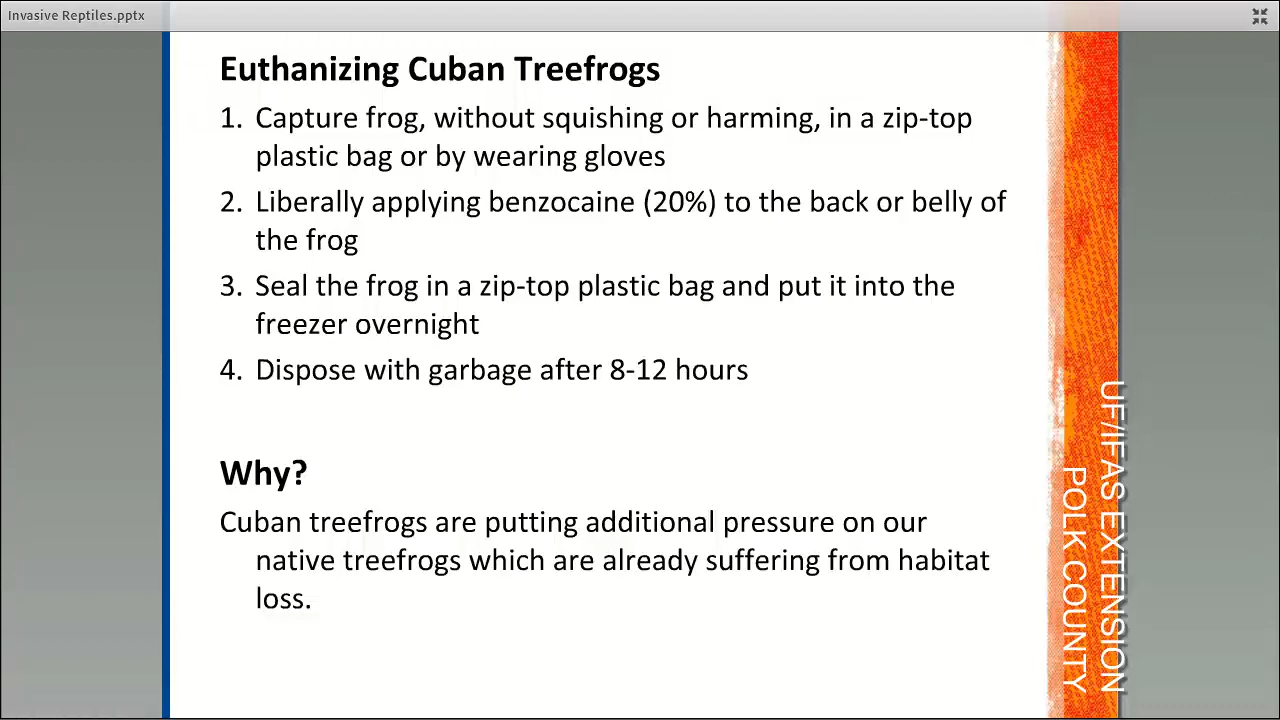 Invasive Reptiles.pptx
Euthanizing Cuban Treefrogs
1. Capture frog, without squishing or harming, in a zip-top
plastic bag or by wearing gloves
2. Liberally applying benzocaine (20%) to the back or belly of
the frog
3. Seal the frog in a zip-top plastic bag and put it into the
freezer overnight
4. Dispose with garbage after 8-12 hours
Why?
Cuban treefrogs are putting additional pressure on our
native treefrogs which are already suffering from habitat
loss.
UF/IFAS EXTENSION
POLK COUNTY